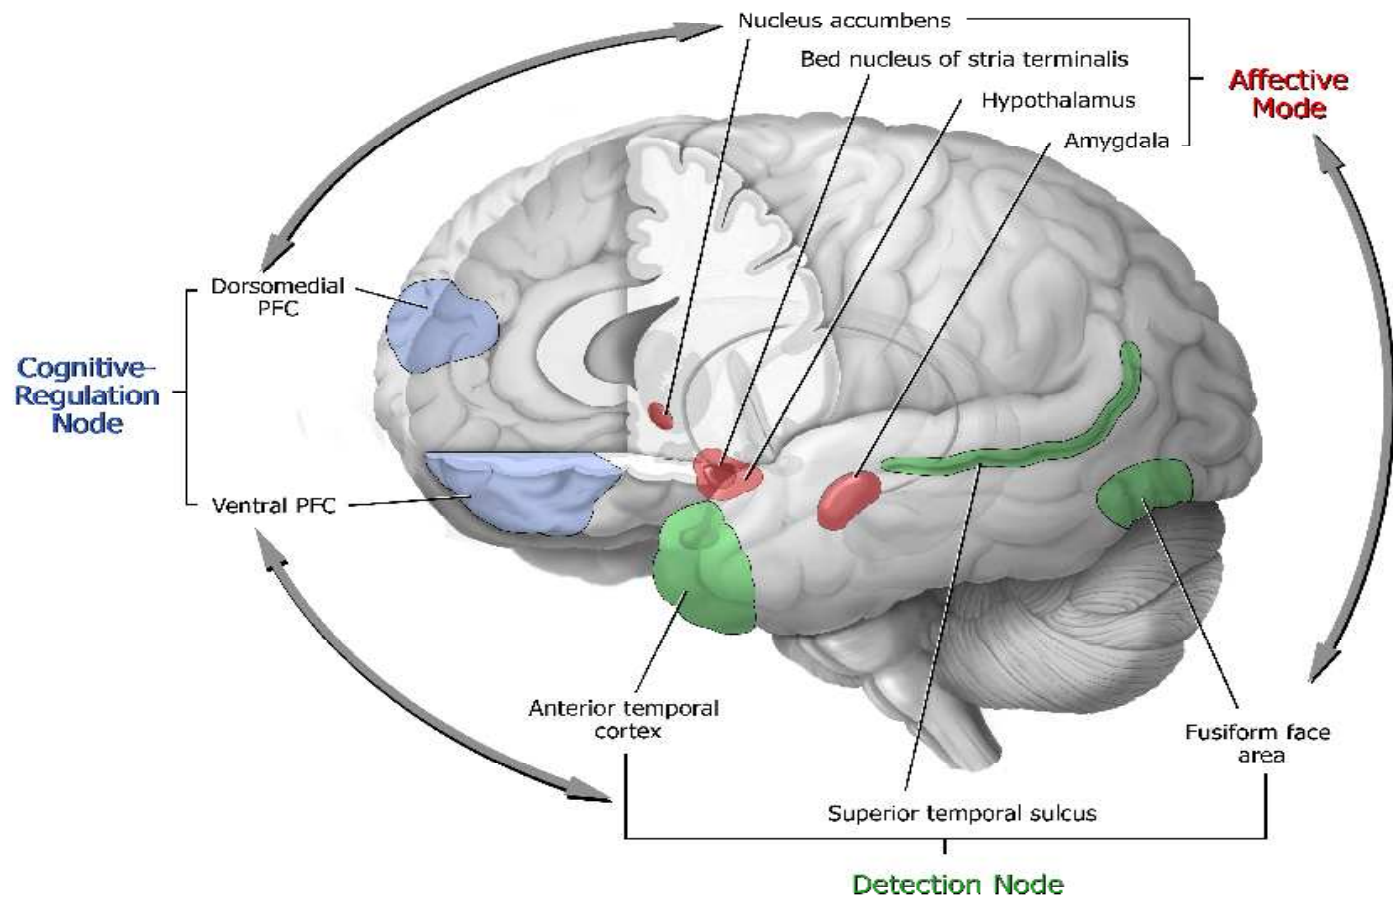 Nucleus accumbens
Bed nucleus of stria terminalis
Hypothalamus
Amygdala
Affective
Mode
Dorsomedial
PFC
Cognitive-
Regulation
Node
Ventral PFC
Anterior temporal
cortex
Fusiform face
area
Superior temporal sulcus
Detection Node